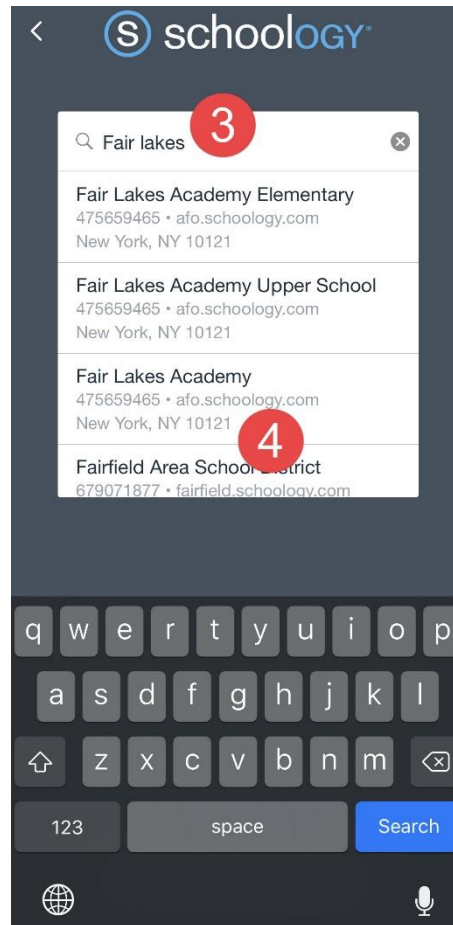 S schoology
3
Fair lakes
Fair Lakes Academy Elementary
475659465 • afo.schoology.com
New York, NY 10121
Fair Lakes Academy Upper School
475659465 • afo.schoology.com
New York, NY 10121
Fair Lakes Academy
475659465 • afo.schoology.com
New York, NY 10121
4
Fairfield Area School District
679071877 • fairfield.schoology.com
q w e r t y u i o p
a s d f g h j k l
z x c v b n m
123 space Search